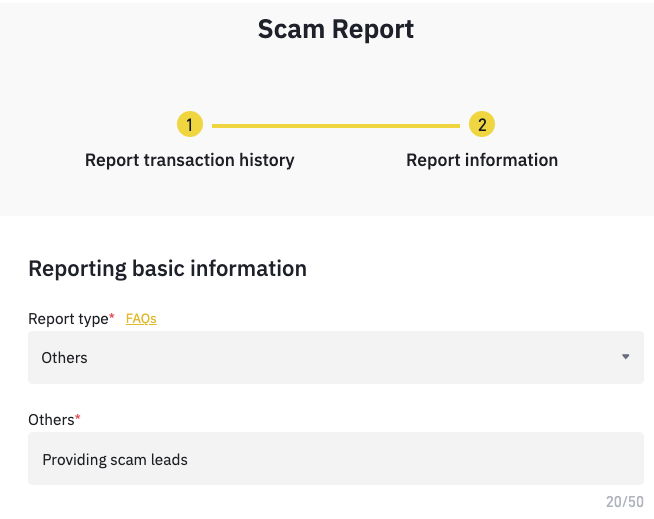 Scam Report
1
2
Report transaction history
Report information
Reporting basic information
Report type* FAQs
Others
Others*
Providing scam leads
20/50